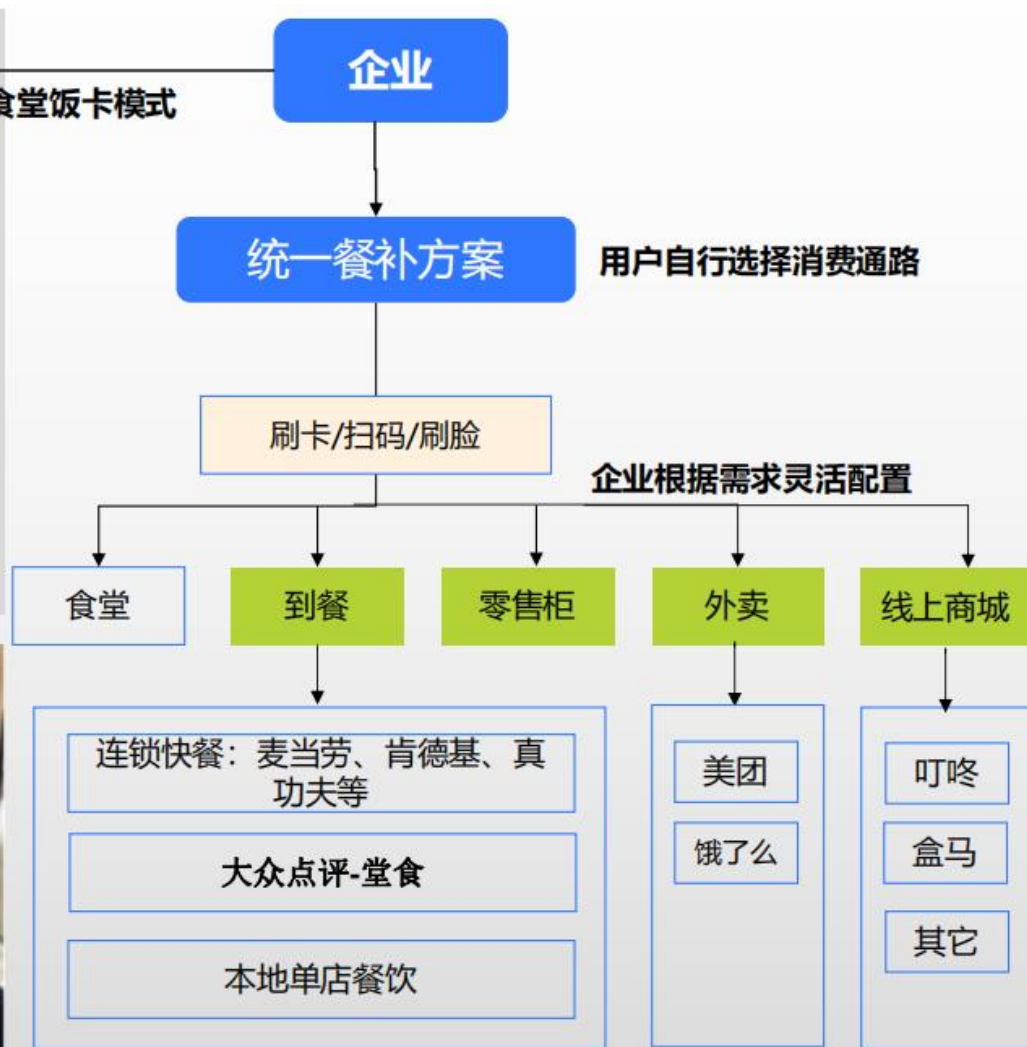 企业
食堂饭卡模式
统一餐补方案
用户自行选择消费通路
刷卡/扫码/刷脸
企业根据需求灵活配置
食堂
到餐
零售柜
外卖
线上商城
连锁快餐：麦当劳、肯德基、真
功夫等
大众点评-堂食
本地单店餐饮
美团
饿了么
叮咚
盒马
其它